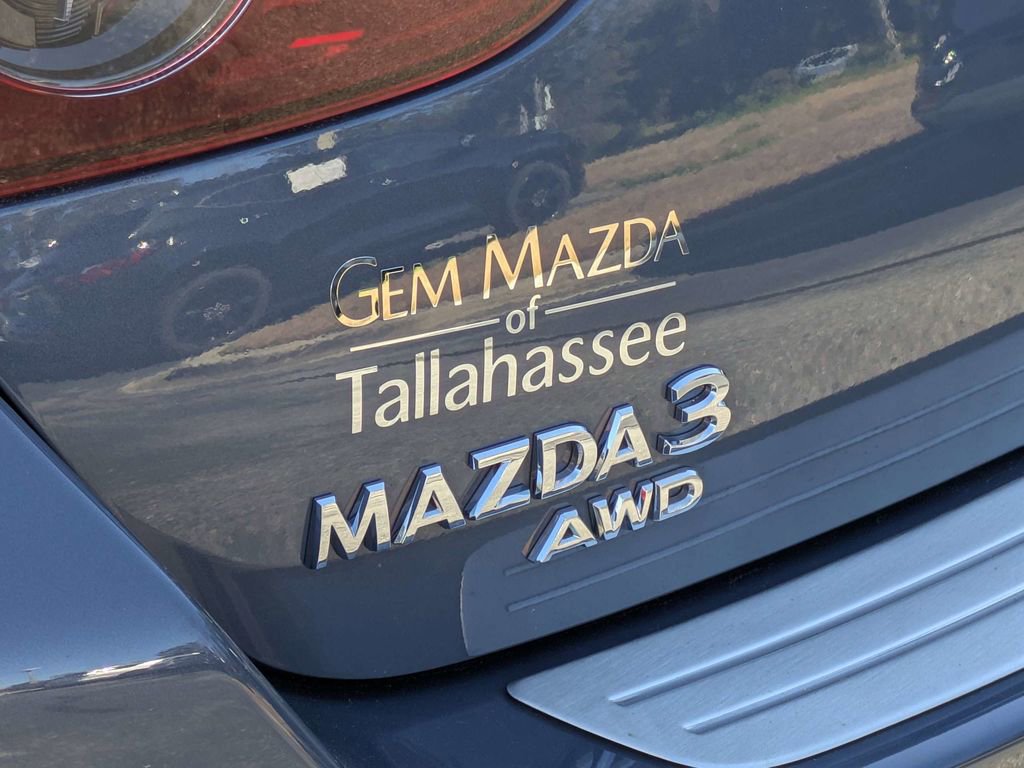 GEM MAZDA
of
Tallahassee
MAZDA 3
AWD